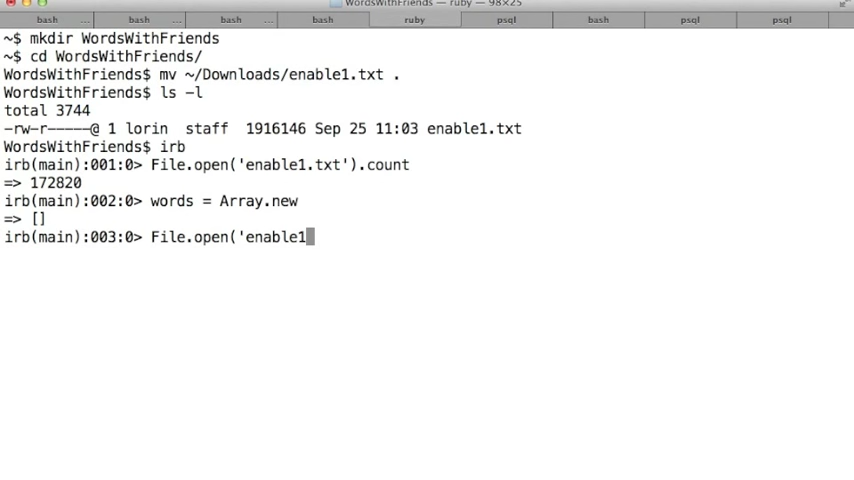 WordsWithFriends — ruby — 98×25
bash ... bash ... bash ... bash ruby psql bash psql psql
~$ mkdir WordsWithFriends
~$ cd WordsWithFriends/
WordsWithFriends$ mv ~/Downloads/enable1.txt .
WordsWithFriends$ ls -l
total 3744
-rw-r-----@ 1 lorin  staff  1916146 Sep 25 11:03 enable1.txt
WordsWithFriends$ irb
irb(main):001:0> File.open('enable1.txt').count
=> 172820
irb(main):002:0> words = Array.new
=> []
irb(main):003:0> File.open('enable1